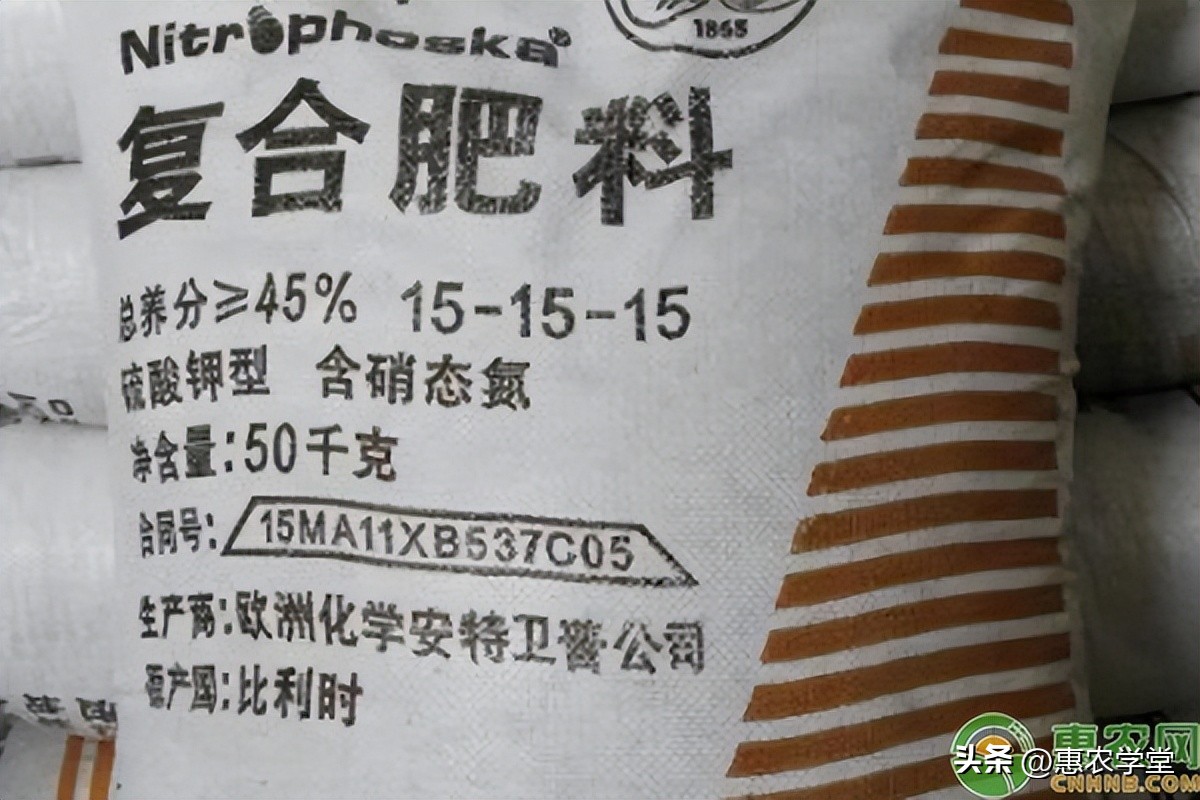 Nitrophoska®
1865
复合肥料
总养分≥45% 15-15-15
硫酸钾型 含硝态氮
净含量:50千克
合同号: 15MA11XB537C05
生产商:欧洲化学安特卫普公司
原产国:比利时
惠农网
头条 @惠农学堂
CNHNB.COM